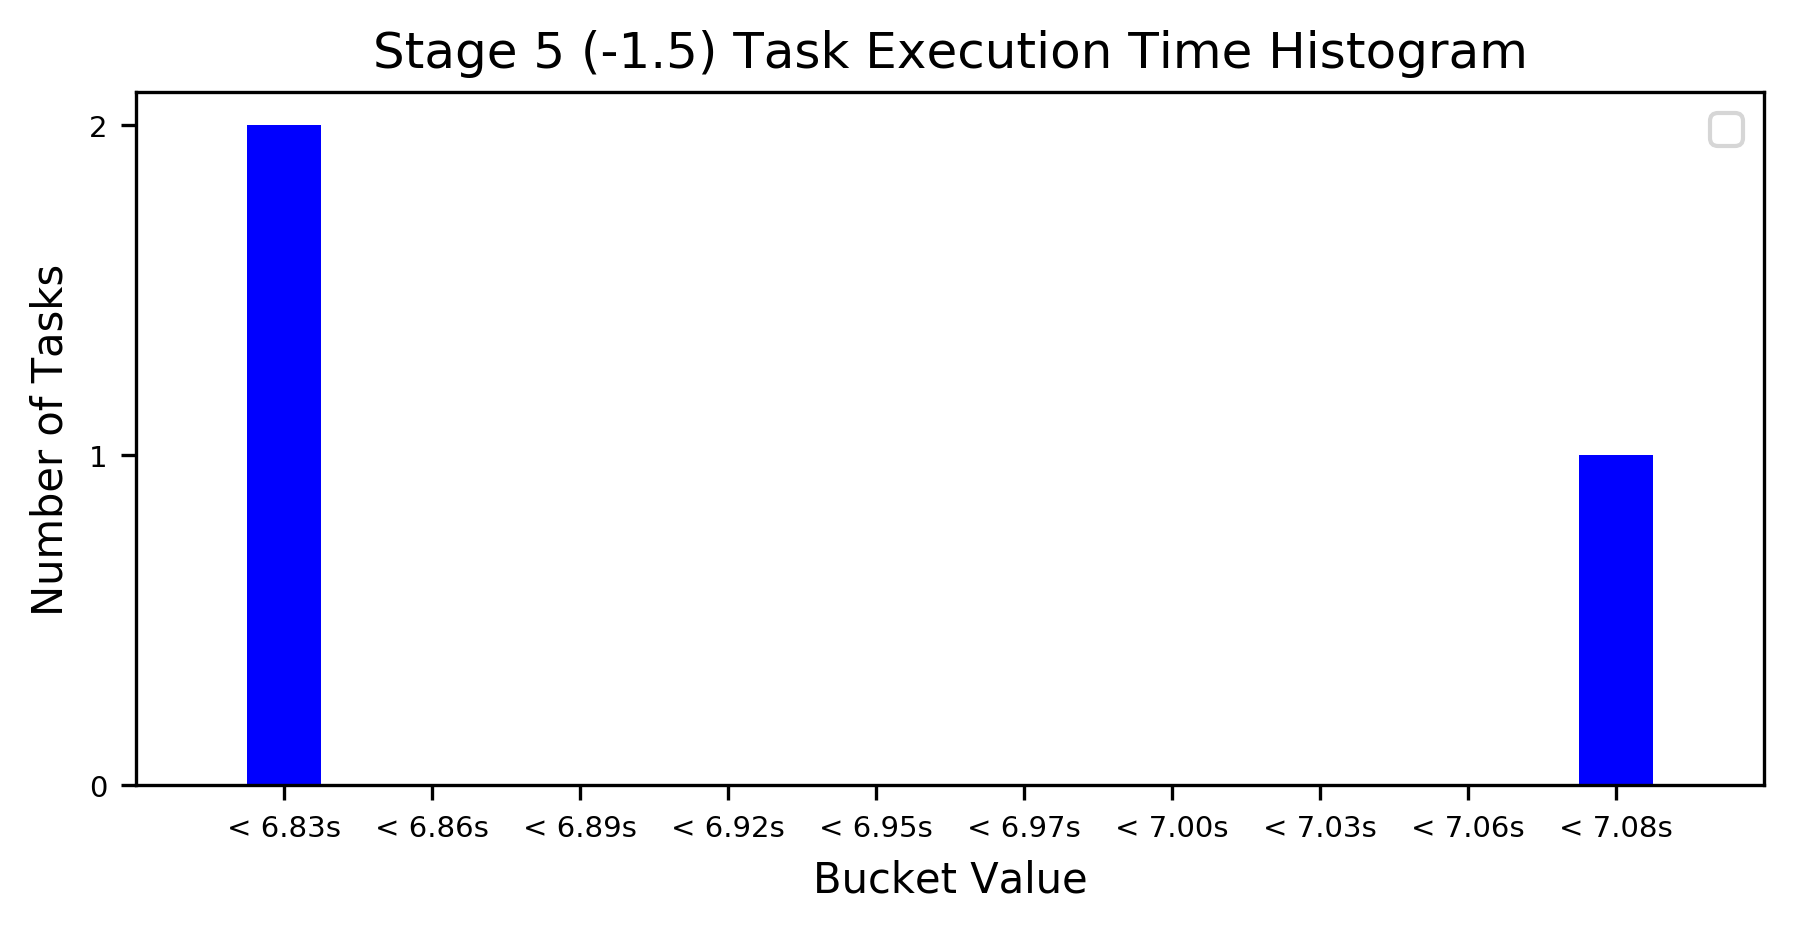 Stage 5 (-1.5) Task Execution Time Histogram
Number of Tasks
2
1
0
< 6.83s < 6.86s < 6.89s < 6.92s < 6.95s < 6.97s < 7.00s < 7.03s < 7.06s < 7.08s
Bucket Value